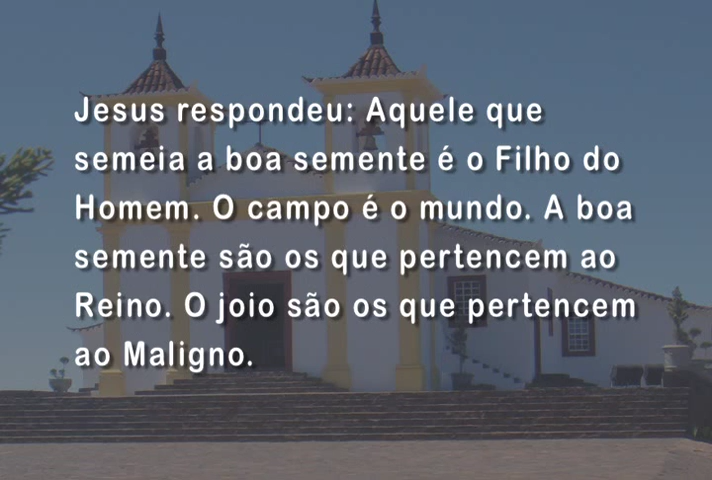 Jesus respondeu: Aquele que
semeia a boa semente é o Filho do
Homem. O campo é o mundo. A boa
semente são os que pertencem ao
Reino. O joio são os que pertencem
ao Maligno.